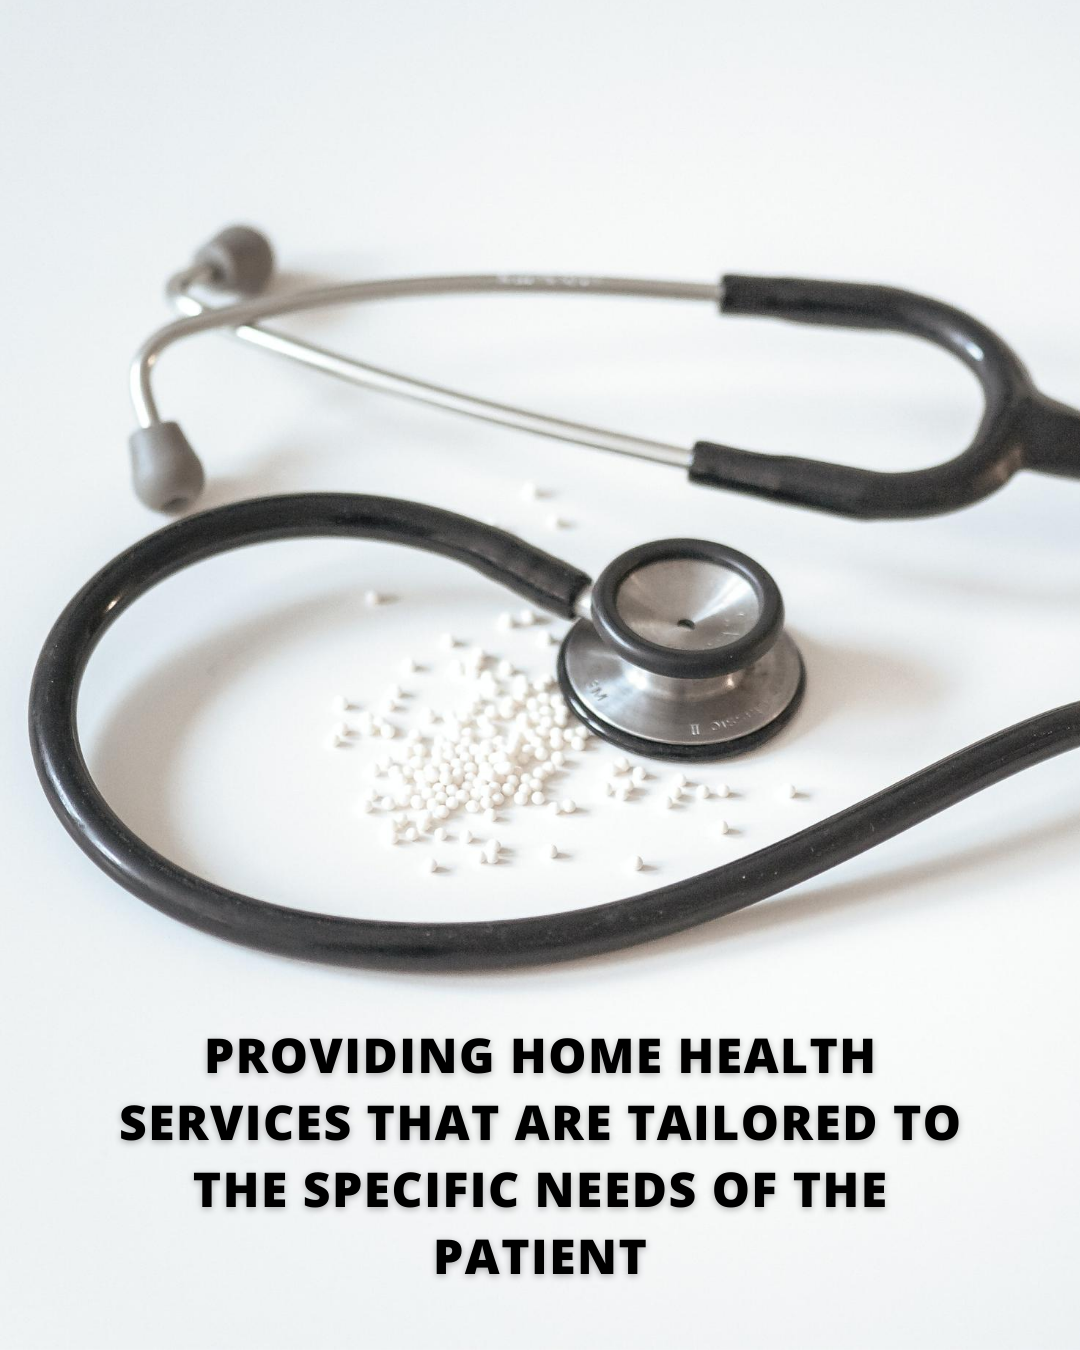 PROVIDING HOME HEALTH
SERVICES THAT ARE TAILORED TO
THE SPECIFIC NEEDS OF THE
PATIENT